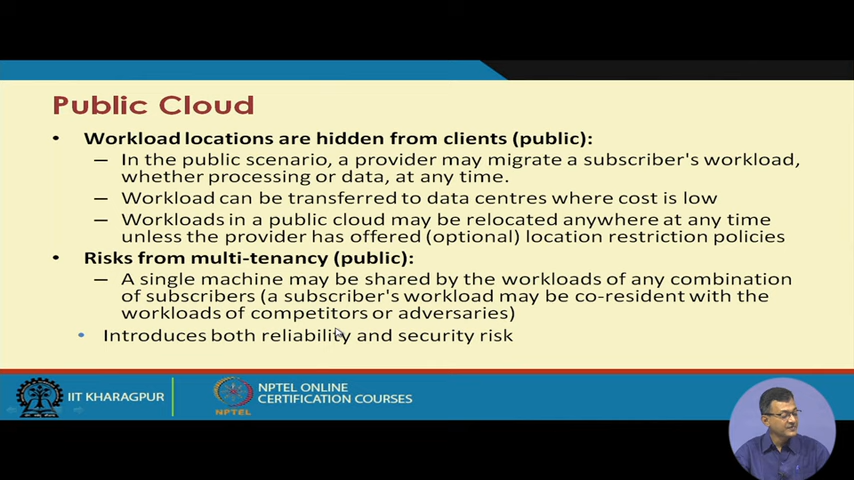 Public Cloud
• Workload locations are hidden from clients (public):
– In the public scenario, a provider may migrate a subscriber's workload,
whether processing or data, at any time.
– Workload can be transferred to data centres where cost is low
– Workloads in a public cloud may be relocated anywhere at any time
unless the provider has offered (optional) location restriction policies
• Risks from multi-tenancy (public):
– A single machine may be shared by the workloads of any combination
of subscribers (a subscriber's workload may be co-resident with the
workloads of competitors or adversaries)
• Introduces both reliability and security risk
IIT KHARAGPUR
NPTEL
NPTEL ONLINE
CERTIFICATION COURSES